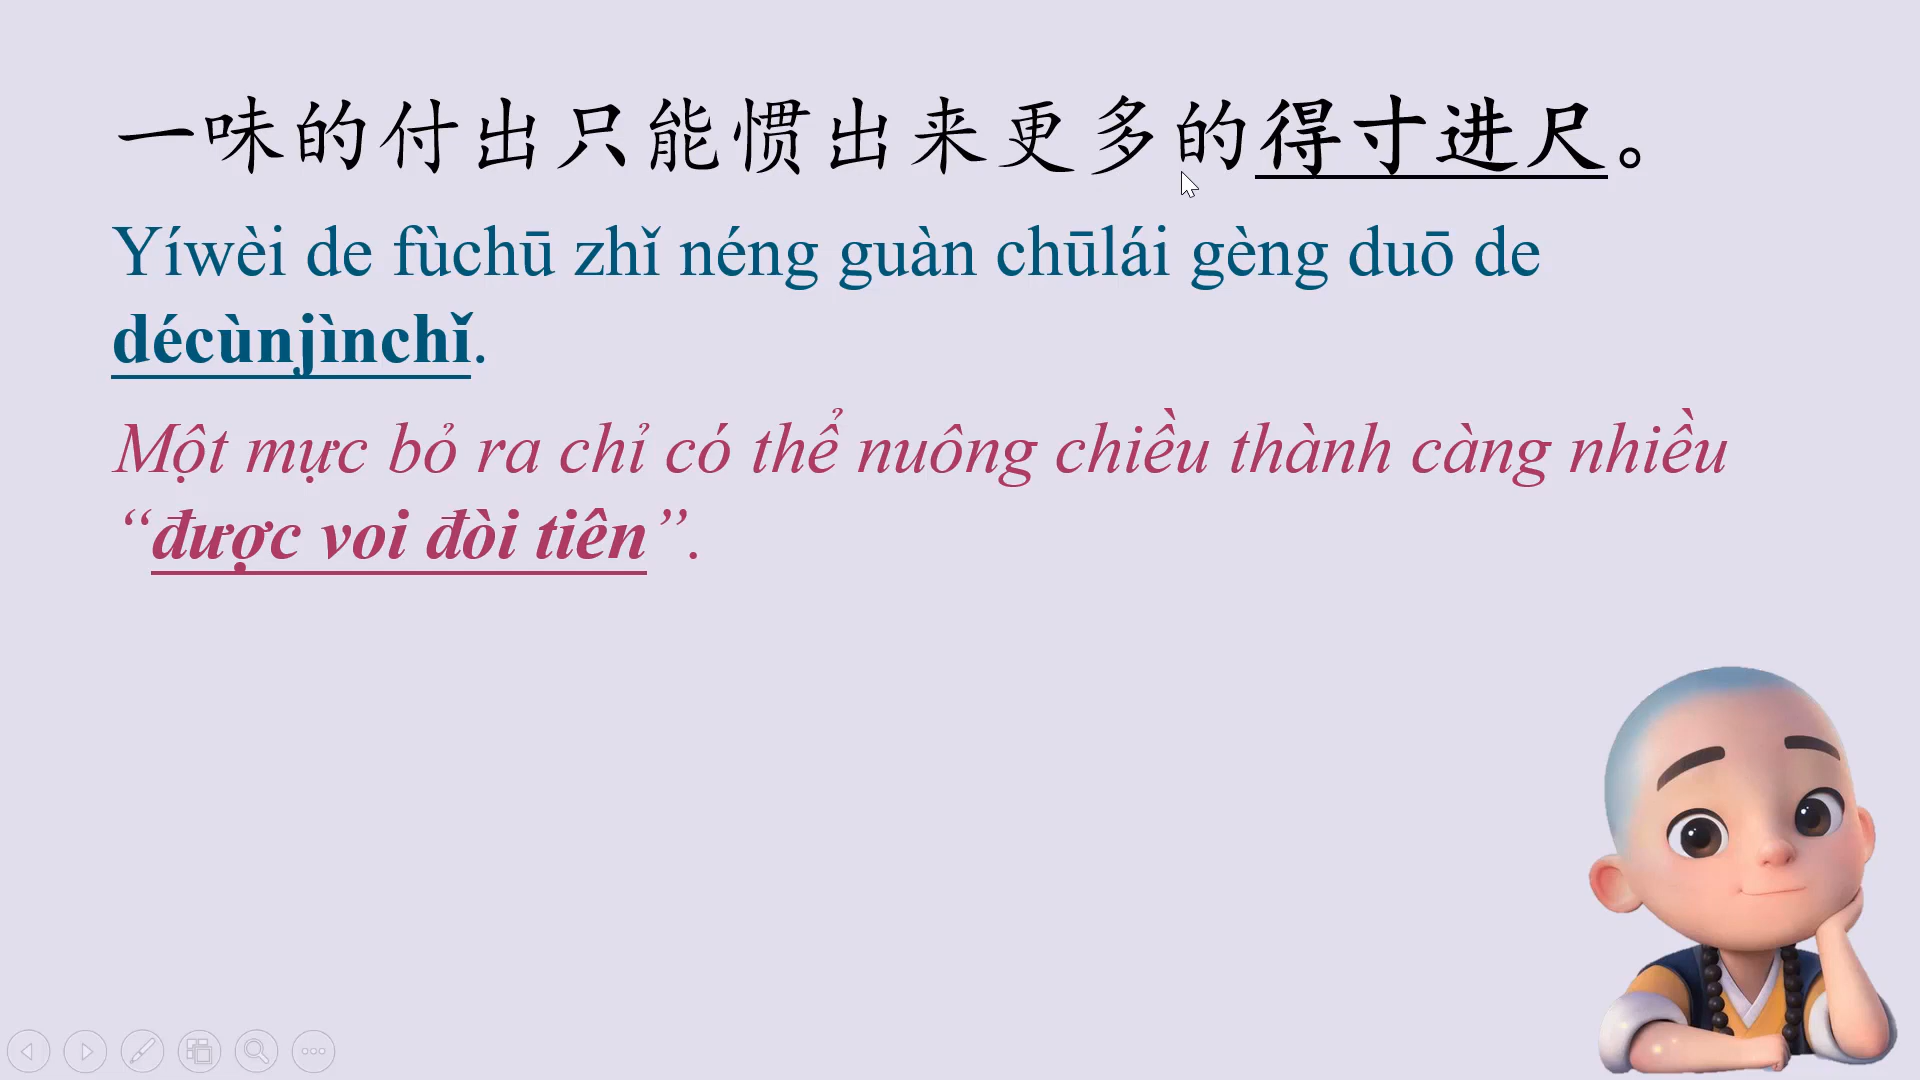 一味的付出只能惯出来更多的得寸进尺。
Yíwèi de fùchū zhǐ néng guàn chūlái gèng duō de
décùnjìnchǐ.
Một mực bỏ ra chỉ có thể nuông chiều thành càng nhiều
“được voi đòi tiên”.